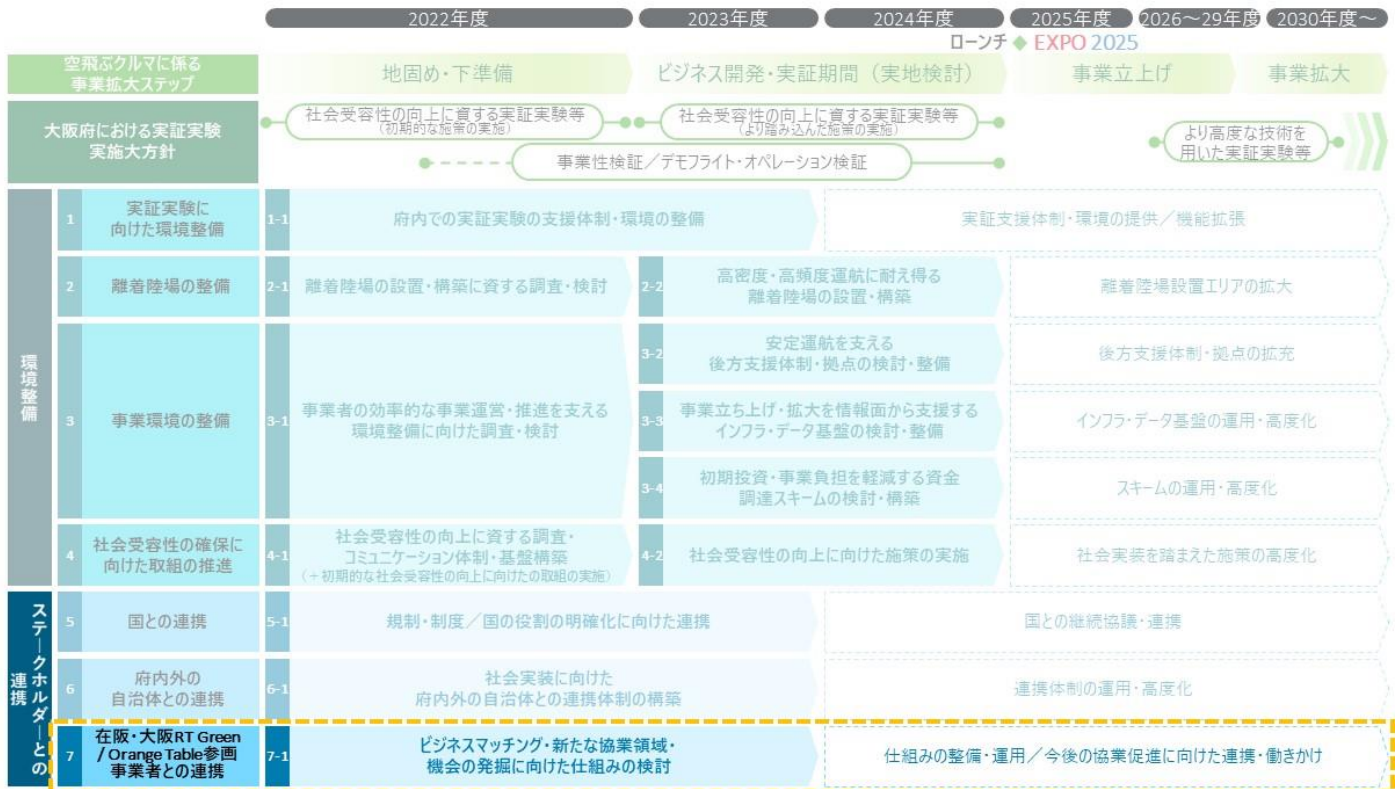 2022年度
2023年度
2024年度
2025年度
2026～29年度
2030年度～
ローンチ◆EXPO 2025
空飛ぶクルマに係る
事業拡大ステップ
地固め・下準備
ビジネス開発・実証期間（実地検討）
事業立上げ
事業拡大
大阪府における実証実験
実施大方針
社会受容性の向上に資する実証実験等
（初期的な施策の実施）
社会受容性の向上に資する実証実験等
（より踏み込んだ施策の実施）
事業性検証／デモフライト・オペレーション検証
より高度な技術を
用いた実証実験等
環境整備
1
実証実験に
向けた環境整備
1-1
府内での実証実験の支援体制・環境の整備
実証支援体制・環境の提供／機能拡張
2
離着陸場の整備
2-1
離着陸場の設置・構築に資する調査・検討
2-2
高密度・高頻度運航に耐え得る
離着陸場の設置・構築
離着陸場設置エリアの拡大
3
事業環境の整備
3-1
事業者の効率的な事業運営・推進を支える
環境整備に向けた調査・検討
3-2
安定運航を支える
後方支援体制・拠点の検討・整備
後方支援体制・拠点の拡充
3-3
事業立ち上げ・拡大を情報面から支援する
インフラ・データ基盤の検討・整備
インフラ・データ基盤の運用・高度化
3-4
初期投資・事業負担を軽減する資金
調達スキームの検討・構築
スキームの運用・高度化
4
社会受容性の確保に
向けた取組の推進
4-1
社会受容性の向上に資する調査・
コミュニケーション体制・基盤構築
（＋初期的な社会受容性の向上に向けたの取組の実施）
4-2
社会受容性の向上に向けた施策の実施
社会実装を踏まえた施策の高度化
ステークホルダーとの
連携
5
国との連携
5-1
規制・制度／国の役割の明確化に向けた連携
国との継続協議・連携
6
府内外の
自治体との連携
6-1
社会実装に向けた
府内外の自治体との連携体制の構築
連携体制の運用・高度化
7
在阪・大阪RT Green
/ Orange Table参画
事業者との連携
7-1
ビジネスマッチング・新たな協業領域・
機会の発掘に向けた仕組みの検討
仕組みの整備・運用／今後の協業促進に向けた連携・働きかけ